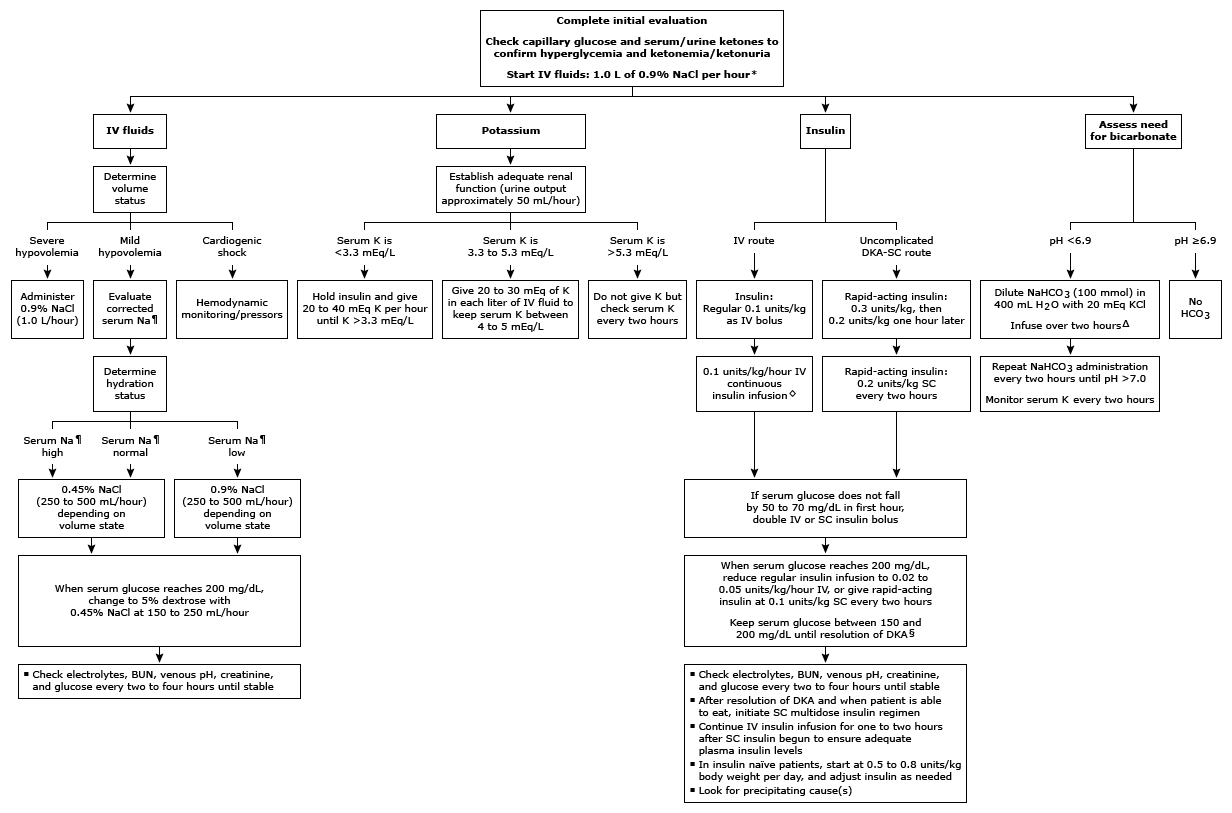 Complete initial evaluation
Check capillary glucose and serum/urine ketones to
confirm hyperglycemia and ketonemia/ketonuria
Start IV fluids: 1.0 L of 0.9% NaCl per hour*
IV fluids
Determine
volume
status
Severe
hypovolemia
Mild
hypovolemia
Cardiogenic
shock
Administer
0.9% NaCl
(1.0 L/hour)
Evaluate
corrected
serum Na¶
Hemodynamic
monitoring/pressors
Determine
hydration
status
Serum Na¶
high
Serum Na¶
normal
Serum Na¶
low
0.45% NaCl
(250 to 500 mL/hour)
depending on
volume state
0.9% NaCl
(250 to 500 mL/hour)
depending on
volume state
When serum glucose reaches 200 mg/dL,
change to 5% dextrose with
0.45% NaCl at 150 to 250 mL/hour
▪ Check electrolytes, BUN, venous pH, creatinine,
and glucose every two to four hours until stable
Potassium
Establish adequate renal
function (urine output
approximately 50 mL/hour)
Serum K is
<3.3 mEq/L
Serum K is
3.3 to 5.3 mEq/L
Serum K is
>5.3 mEq/L
Hold insulin and give
20 to 40 mEq K per hour
until K >3.3 mEq/L
Give 20 to 30 mEq of K
in each liter of IV fluid to
keep serum K between
4 to 5 mEq/L
Do not give K but
check serum K
every two hours
Insulin
IV route
Uncomplicated
DKA-SC route
Insulin:
Regular 0.1 units/kg
as IV bolus
Rapid-acting insulin:
0.3 units/kg, then
0.2 units/kg one hour later
0.1 units/kg/hour IV
continuous
insulin infusion◊
Rapid-acting insulin:
0.2 units/kg SC
every two hours
If serum glucose does not fall
by 50 to 70 mg/dL in first hour,
double IV or SC insulin bolus
When serum glucose reaches 200 mg/dL,
reduce regular insulin infusion to 0.02 to
0.05 units/kg/hour IV, or give rapid-acting
insulin at 0.1 units/kg SC every two hours
Keep serum glucose between 150 and
200 mg/dL until resolution of DKA§
▪ Check electrolytes, BUN, venous pH, creatinine,
and glucose every two to four hours until stable
▪ After resolution of DKA and when patient is able
to eat, initiate SC multidose insulin regimen
▪ Continue IV insulin infusion for one to two hours
after SC insulin begun to ensure adequate
plasma insulin levels
▪ In insulin naïve patients, start at 0.5 to 0.8 units/kg
body weight per day, and adjust insulin as needed
▪ Look for precipitating cause(s)
Assess need
for bicarbonate
pH <6.9
pH ≥6.9
Dilute NaHCO3 (100 mmol) in
400 mL H2O with 20 mEq KCl
Infuse over two hoursΔ
No
HCO3
Repeat NaHCO3 administration
every two hours until pH >7.0
Monitor serum K every two hours